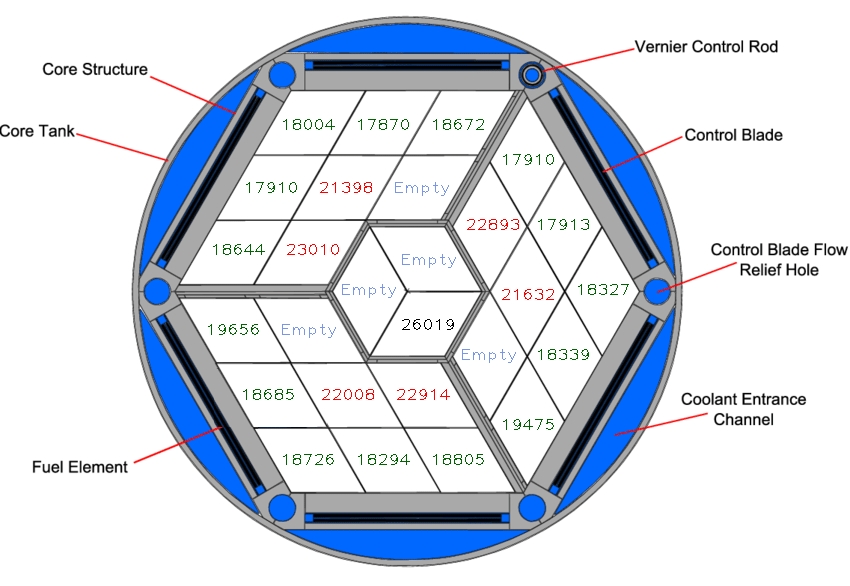 Vernier Control Rod
Core Structure
Core Tank
Control Blade
18004 17870 18672
17910
17910 21398 Empty
22893 17913
18644 23010
Empty
Control Blade Flow
Relief Hole
Empty
21632 18327
26019
19656 Empty
Empty 18339
18685 22008 22914
Coolant Entrance
Channel
19475
18726 18294 18805
Fuel Element